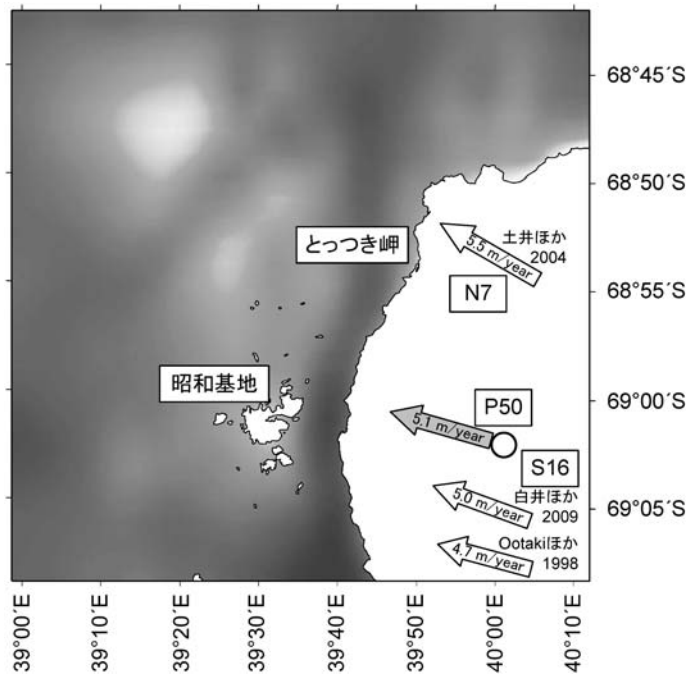 68°45´S
68°50´S
とっつき岬
5.5 m/year
土井ほか
2004
N7
68°55´S
昭和基地
P50
69°00´S
5.1 m/year
S16
5.0 m/year
白井ほか
2009
69°05´S
4.7 m/year
Ootakiほか
1998
39°00´E
39°10´E
39°20´E
39°30´E
39°40´E
39°50´E
40°00´E
40°10´E